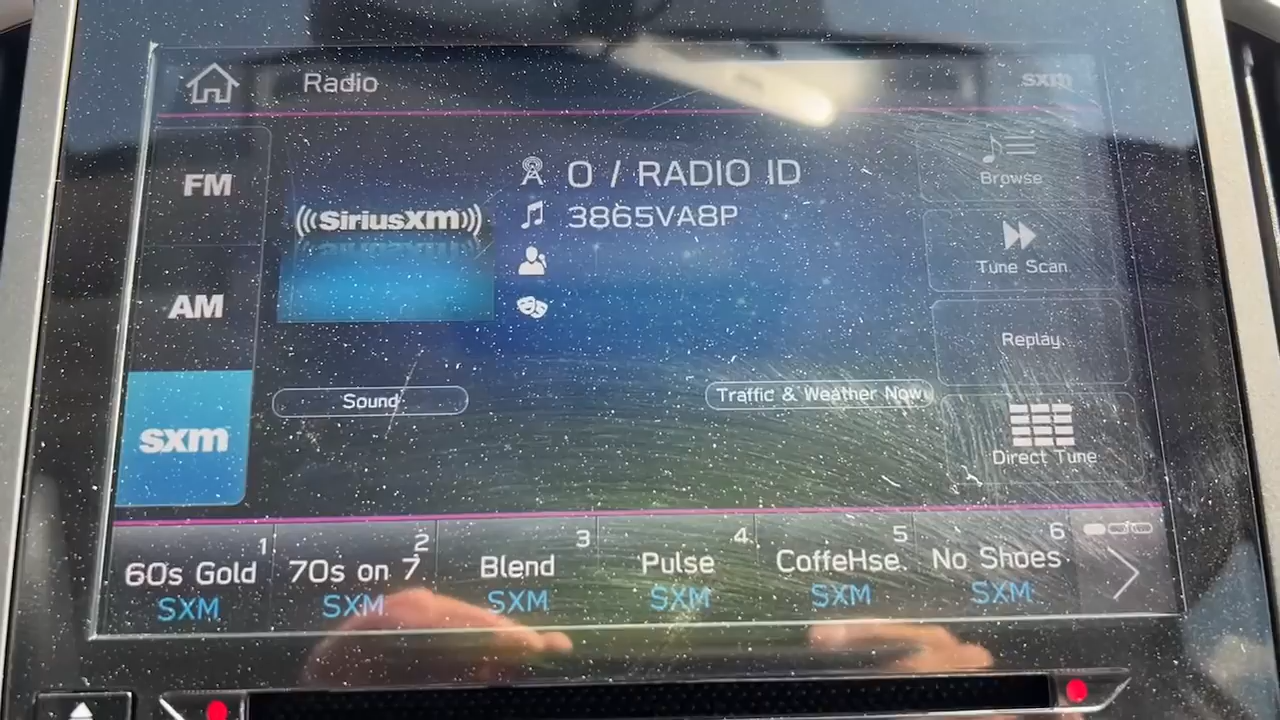 Radio
sxm
FM
AM
sxm
((SiriusXM))
0 / RADIO ID
3865VA8P
Sound
Traffic & Weather Now
Browse
Tune Scan
Replay
Direct Tune
1
60s Gold
SXM
2
70s on 7
SXM
3
Blend
SXM
4
Pulse
SXM
5
CoffeHse.
SXM
6
No Shoes
SXM